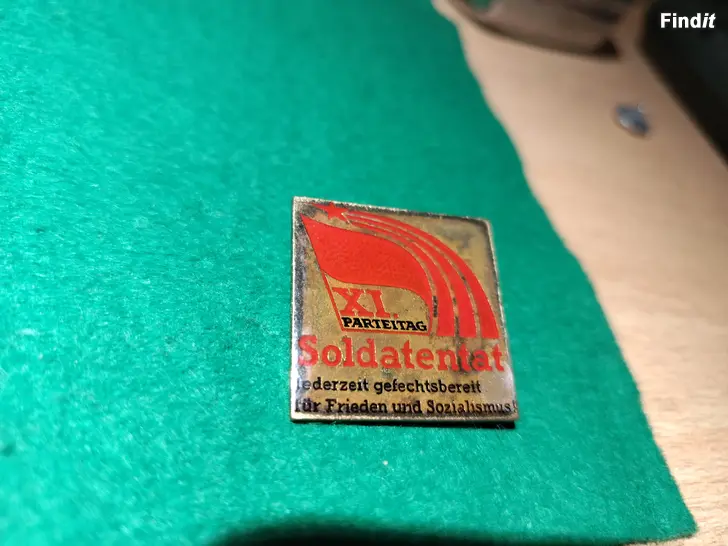 Findit
XI.
PARTEITAG
Soldatentat
Jederzeit gefechtsbereit
für Frieden und Sozialismus!